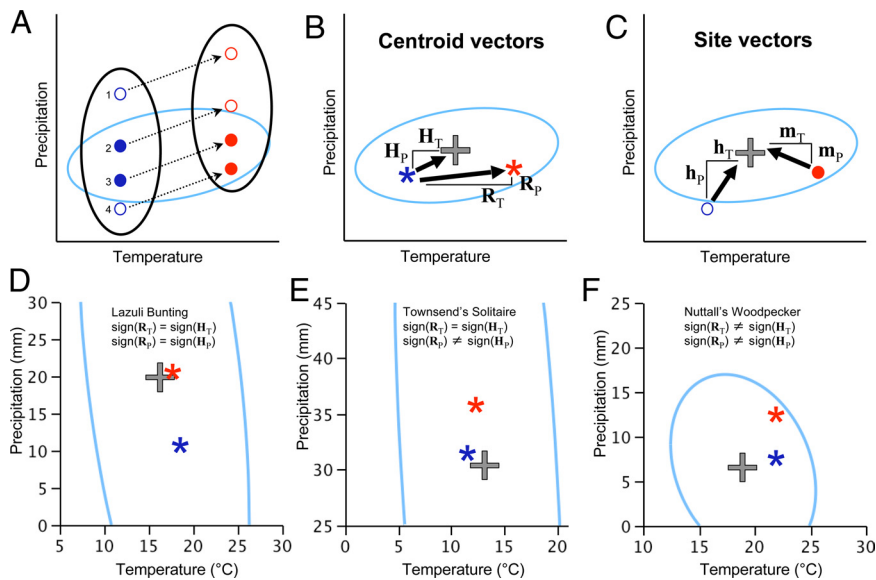 A
Precipitation
1
2
3
4
Temperature
B
Centroid vectors
Precipitation
H_T
H_P
R_P
R_T
Temperature
C
Site vectors
Precipitation
m_T
h_T
m_P
h_P
Temperature
D
Precipitation (mm)
30
25
20
15
10
5
0
Lazuli Bunting
sign(R_T) = sign(H_T)
sign(R_P) = sign(H_P)
5 10 15 20 25 30
Temperature (°C)
E
Precipitation (mm)
45
40
35
30
25
Townsend's Solitaire
sign(R_T) = sign(H_T)
sign(R_P) ≠ sign(H_P)
0 5 10 15 20
Temperature (°C)
F
Precipitation (mm)
25
20
15
10
5
0
Nuttall's Woodpecker
sign(R_T) ≠ sign(H_T)
sign(R_P) ≠ sign(H_P)
10 15 20 25 30
Temperature (°C)